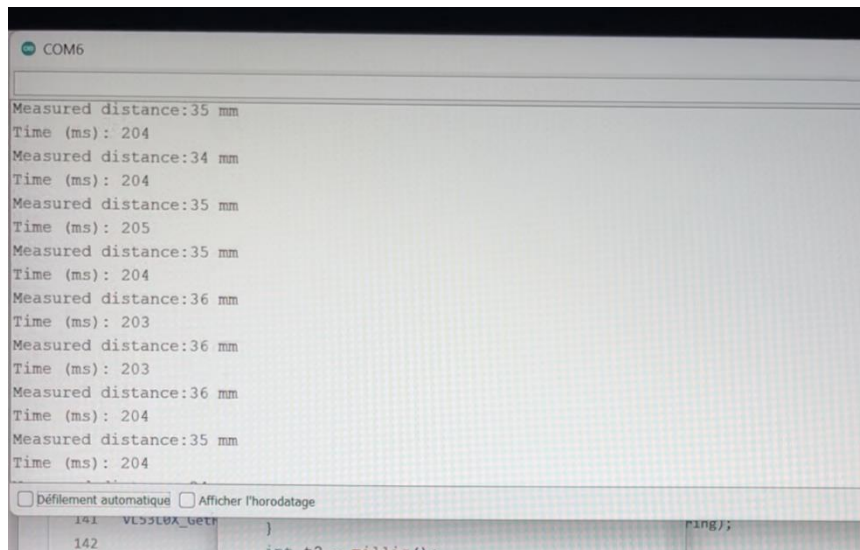 COM6
Measured distance:35 mm
Time (ms): 204
Measured distance:34 mm
Time (ms): 204
Measured distance:35 mm
Time (ms): 205
Measured distance:35 mm
Time (ms): 204
Measured distance:36 mm
Time (ms): 203
Measured distance:36 mm
Time (ms): 203
Measured distance:36 mm
Time (ms): 204
Measured distance:35 mm
Time (ms): 204
Défilement automatique Afficher l'horodatage
141 ring);
}
142